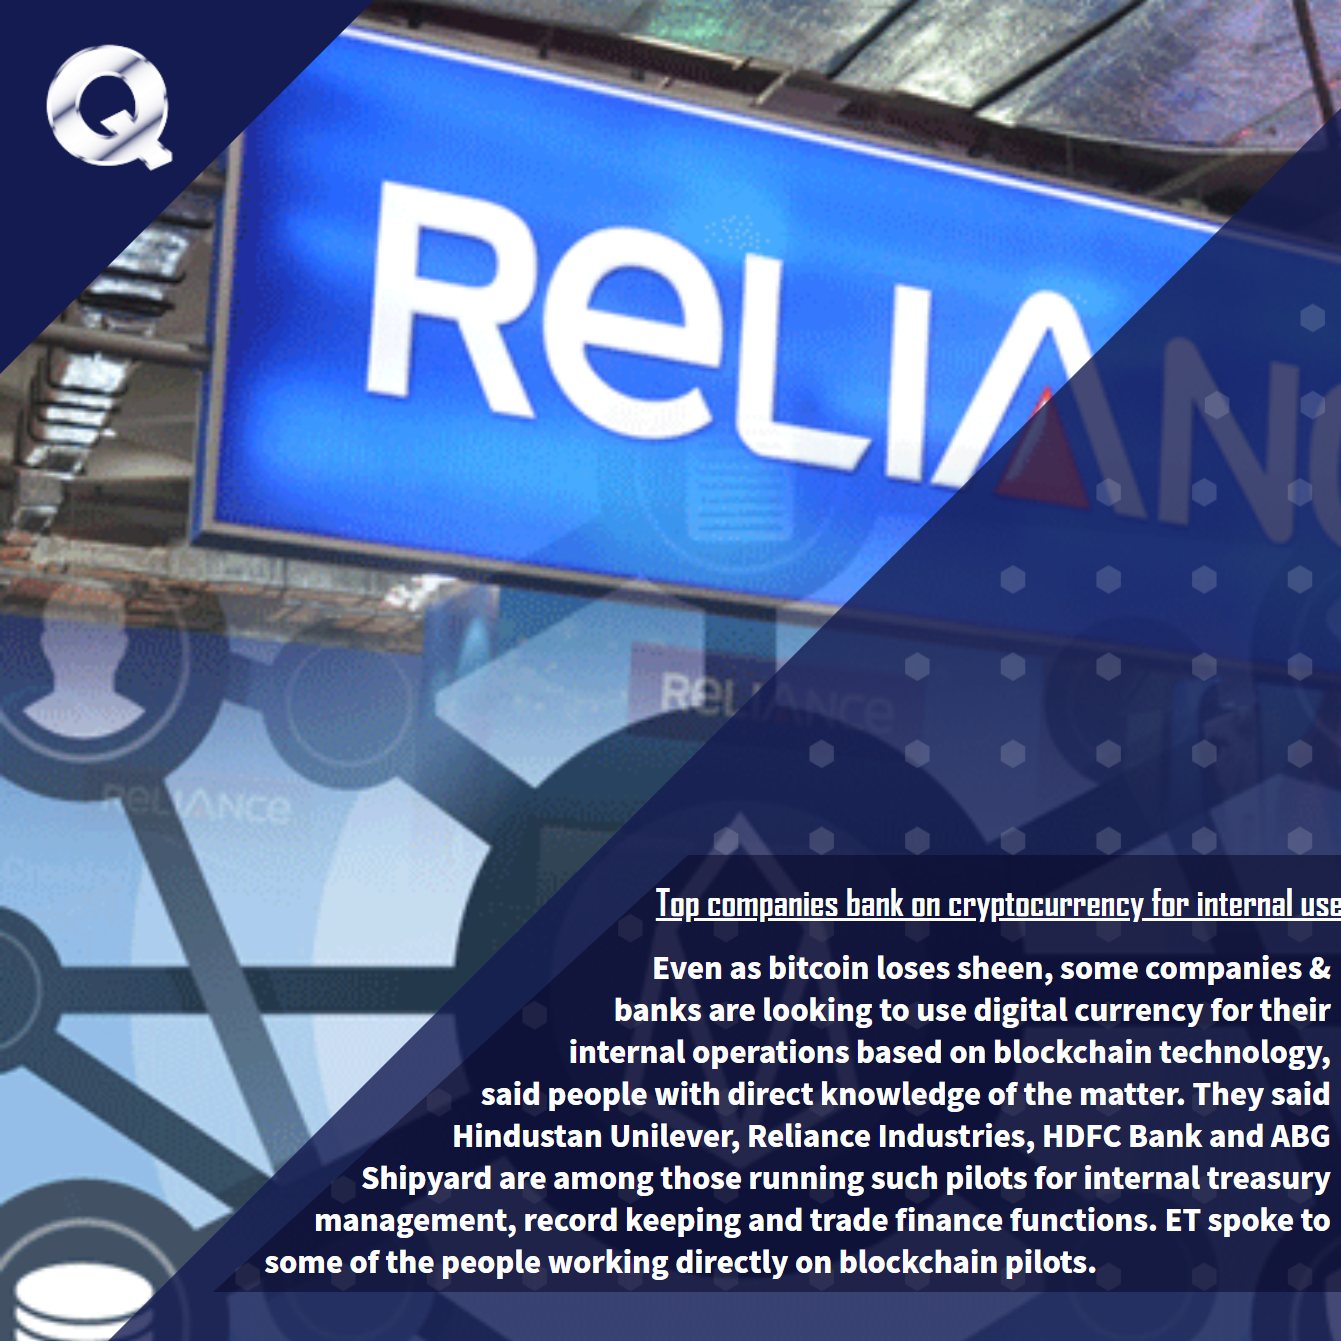 Q
RELIANC
RELIANCE
RELIANCE
Top companies bank on cryptocurrency for internal use
Even as bitcoin loses sheen, some companies &
banks are looking to use digital currency for their
internal operations based on blockchain technology,
said people with direct knowledge of the matter. They said
Hindustan Unilever, Reliance Industries, HDFC Bank and ABG
Shipyard are among those running such pilots for internal treasury
management, record keeping and trade finance functions. ET spoke to
some of the people working directly on blockchain pilots.